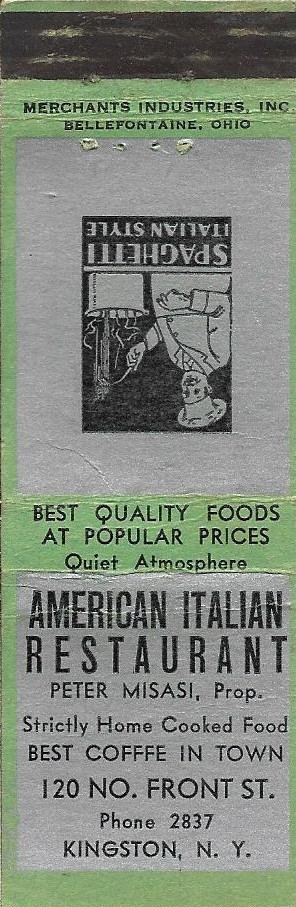 MERCHANTS INDUSTRIES, INC
BELLEFONTAINE, OHIO
SPAGHETTI
ITALIAN STYLE
BEST QUALITY FOODS
AT POPULAR PRICES
Quiet Atmosphere
AMERICAN ITALIAN
RESTAURANT
PETER MISASI, Prop.
Strictly Home Cooked Food
BEST COFFFE IN TOWN
120 NO. FRONT ST.
Phone 2837
KINGSTON, N. Y.